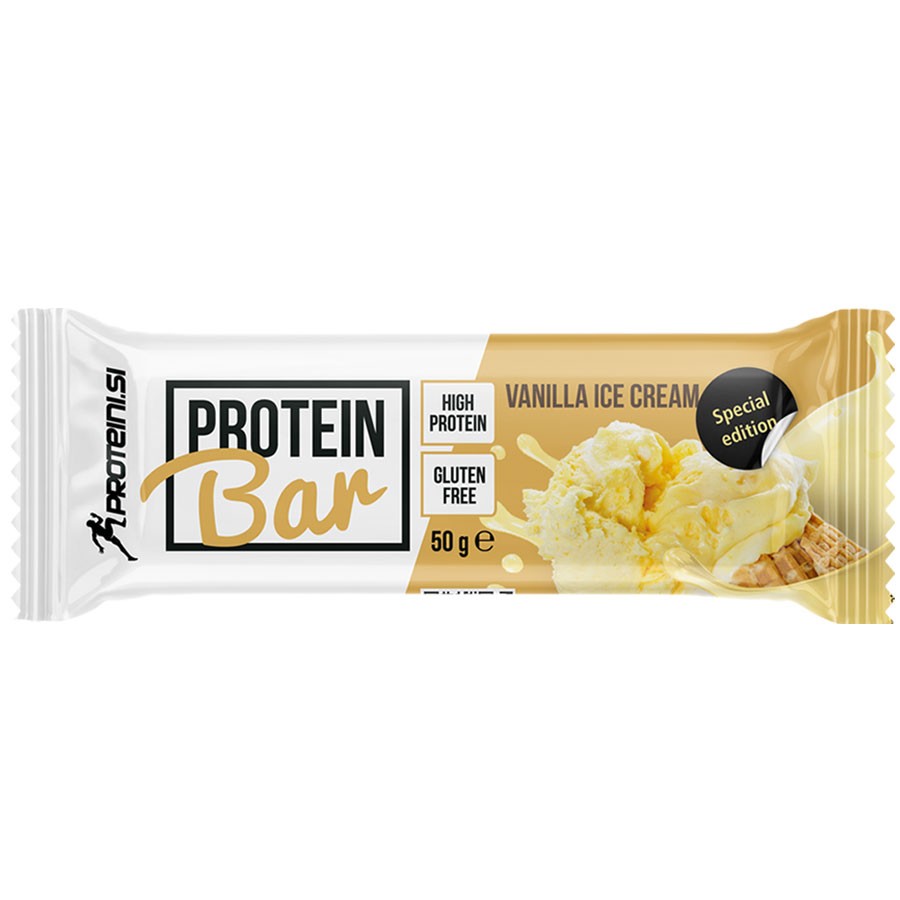 PROTEINI.SI
PROTEIN
Bar
HIGH
PROTEIN
GLUTEN
FREE
50 g ℮
VANILLA ICE CREAM
Special
edition